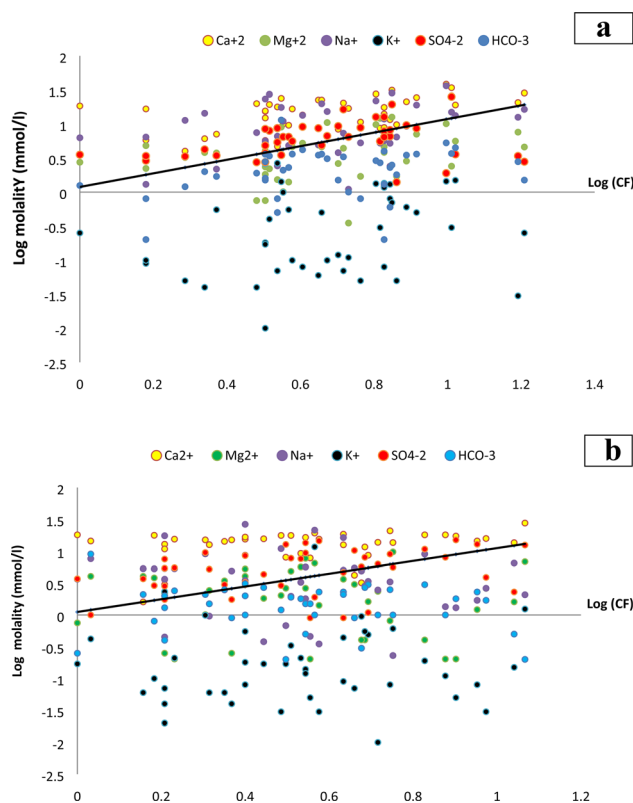 a
Ca+2 Mg+2 Na+ K+ SO4-2 HCO-3
2
1.5
1
0.5
0
-0.5
-1
-1.5
-2
-2.5
Log molalitY (mmol/l)
Log (CF)
0 0.2 0.4 0.6 0.8 1 1.2 1.4
b
Ca2+ Mg2+ Na+ K+ SO4-2 HCO-3
2
1.5
1
0.5
0
-0.5
-1
-1.5
-2
-2.5
Log molality (mmol/l)
Log (CF)
0 0.2 0.4 0.6 0.8 1 1.2